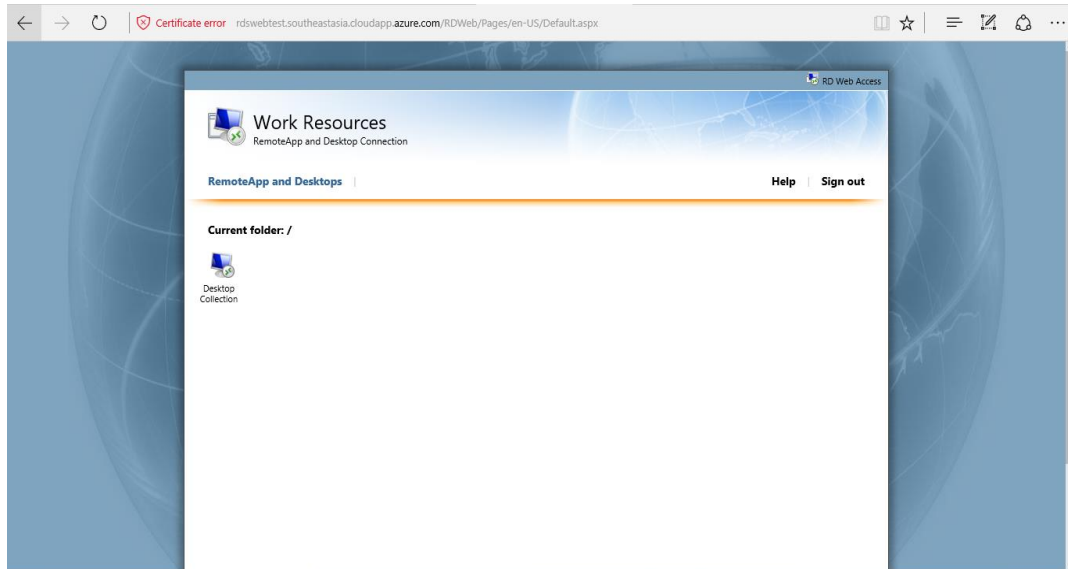 Certificate error rdswebtest.southeastasia.cloudapp.azure.com/RDWeb/Pages/en-US/Default.aspx
RD Web Access
Work Resources
RemoteApp and Desktop Connection
RemoteApp and Desktops | Help | Sign out
Current folder: /
Desktop
Collection